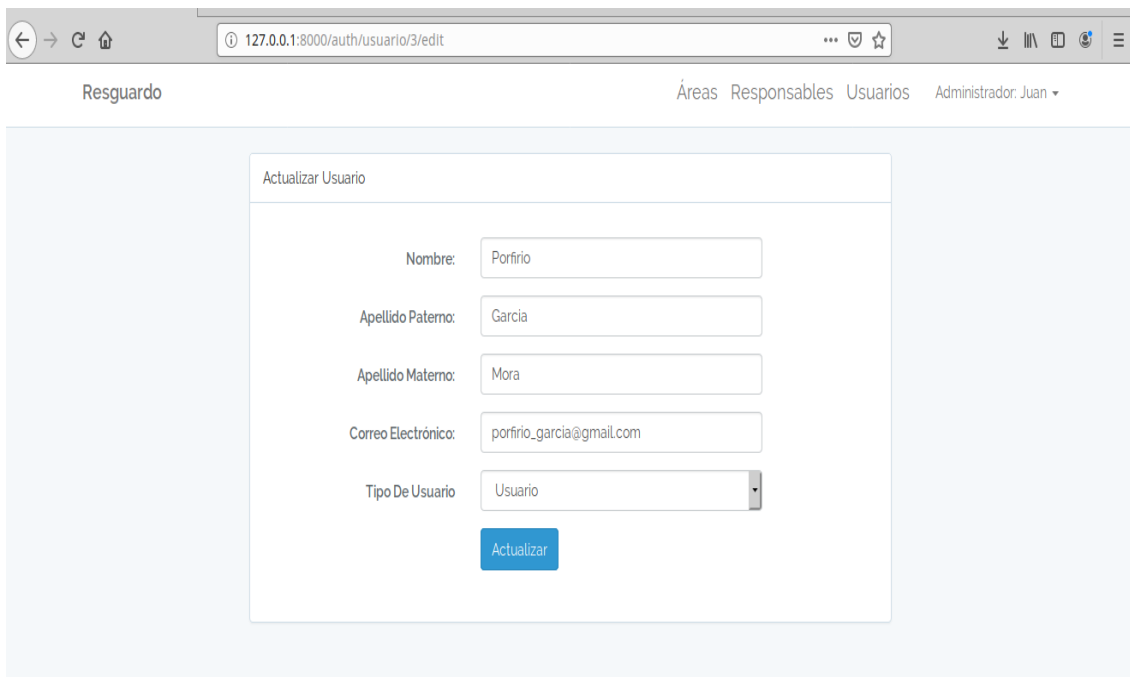 127.0.0.1:8000/auth/usuario/3/edit
Resguardo Áreas Responsables Usuarios Administrador: Juan
Actualizar Usuario
Nombre: Porfirio
Apellido Paterno: Garcia
Apellido Materno: Mora
Correo Electrónico: porfirio_garcia@gmail.com
Tipo De Usuario Usuario
Actualizar